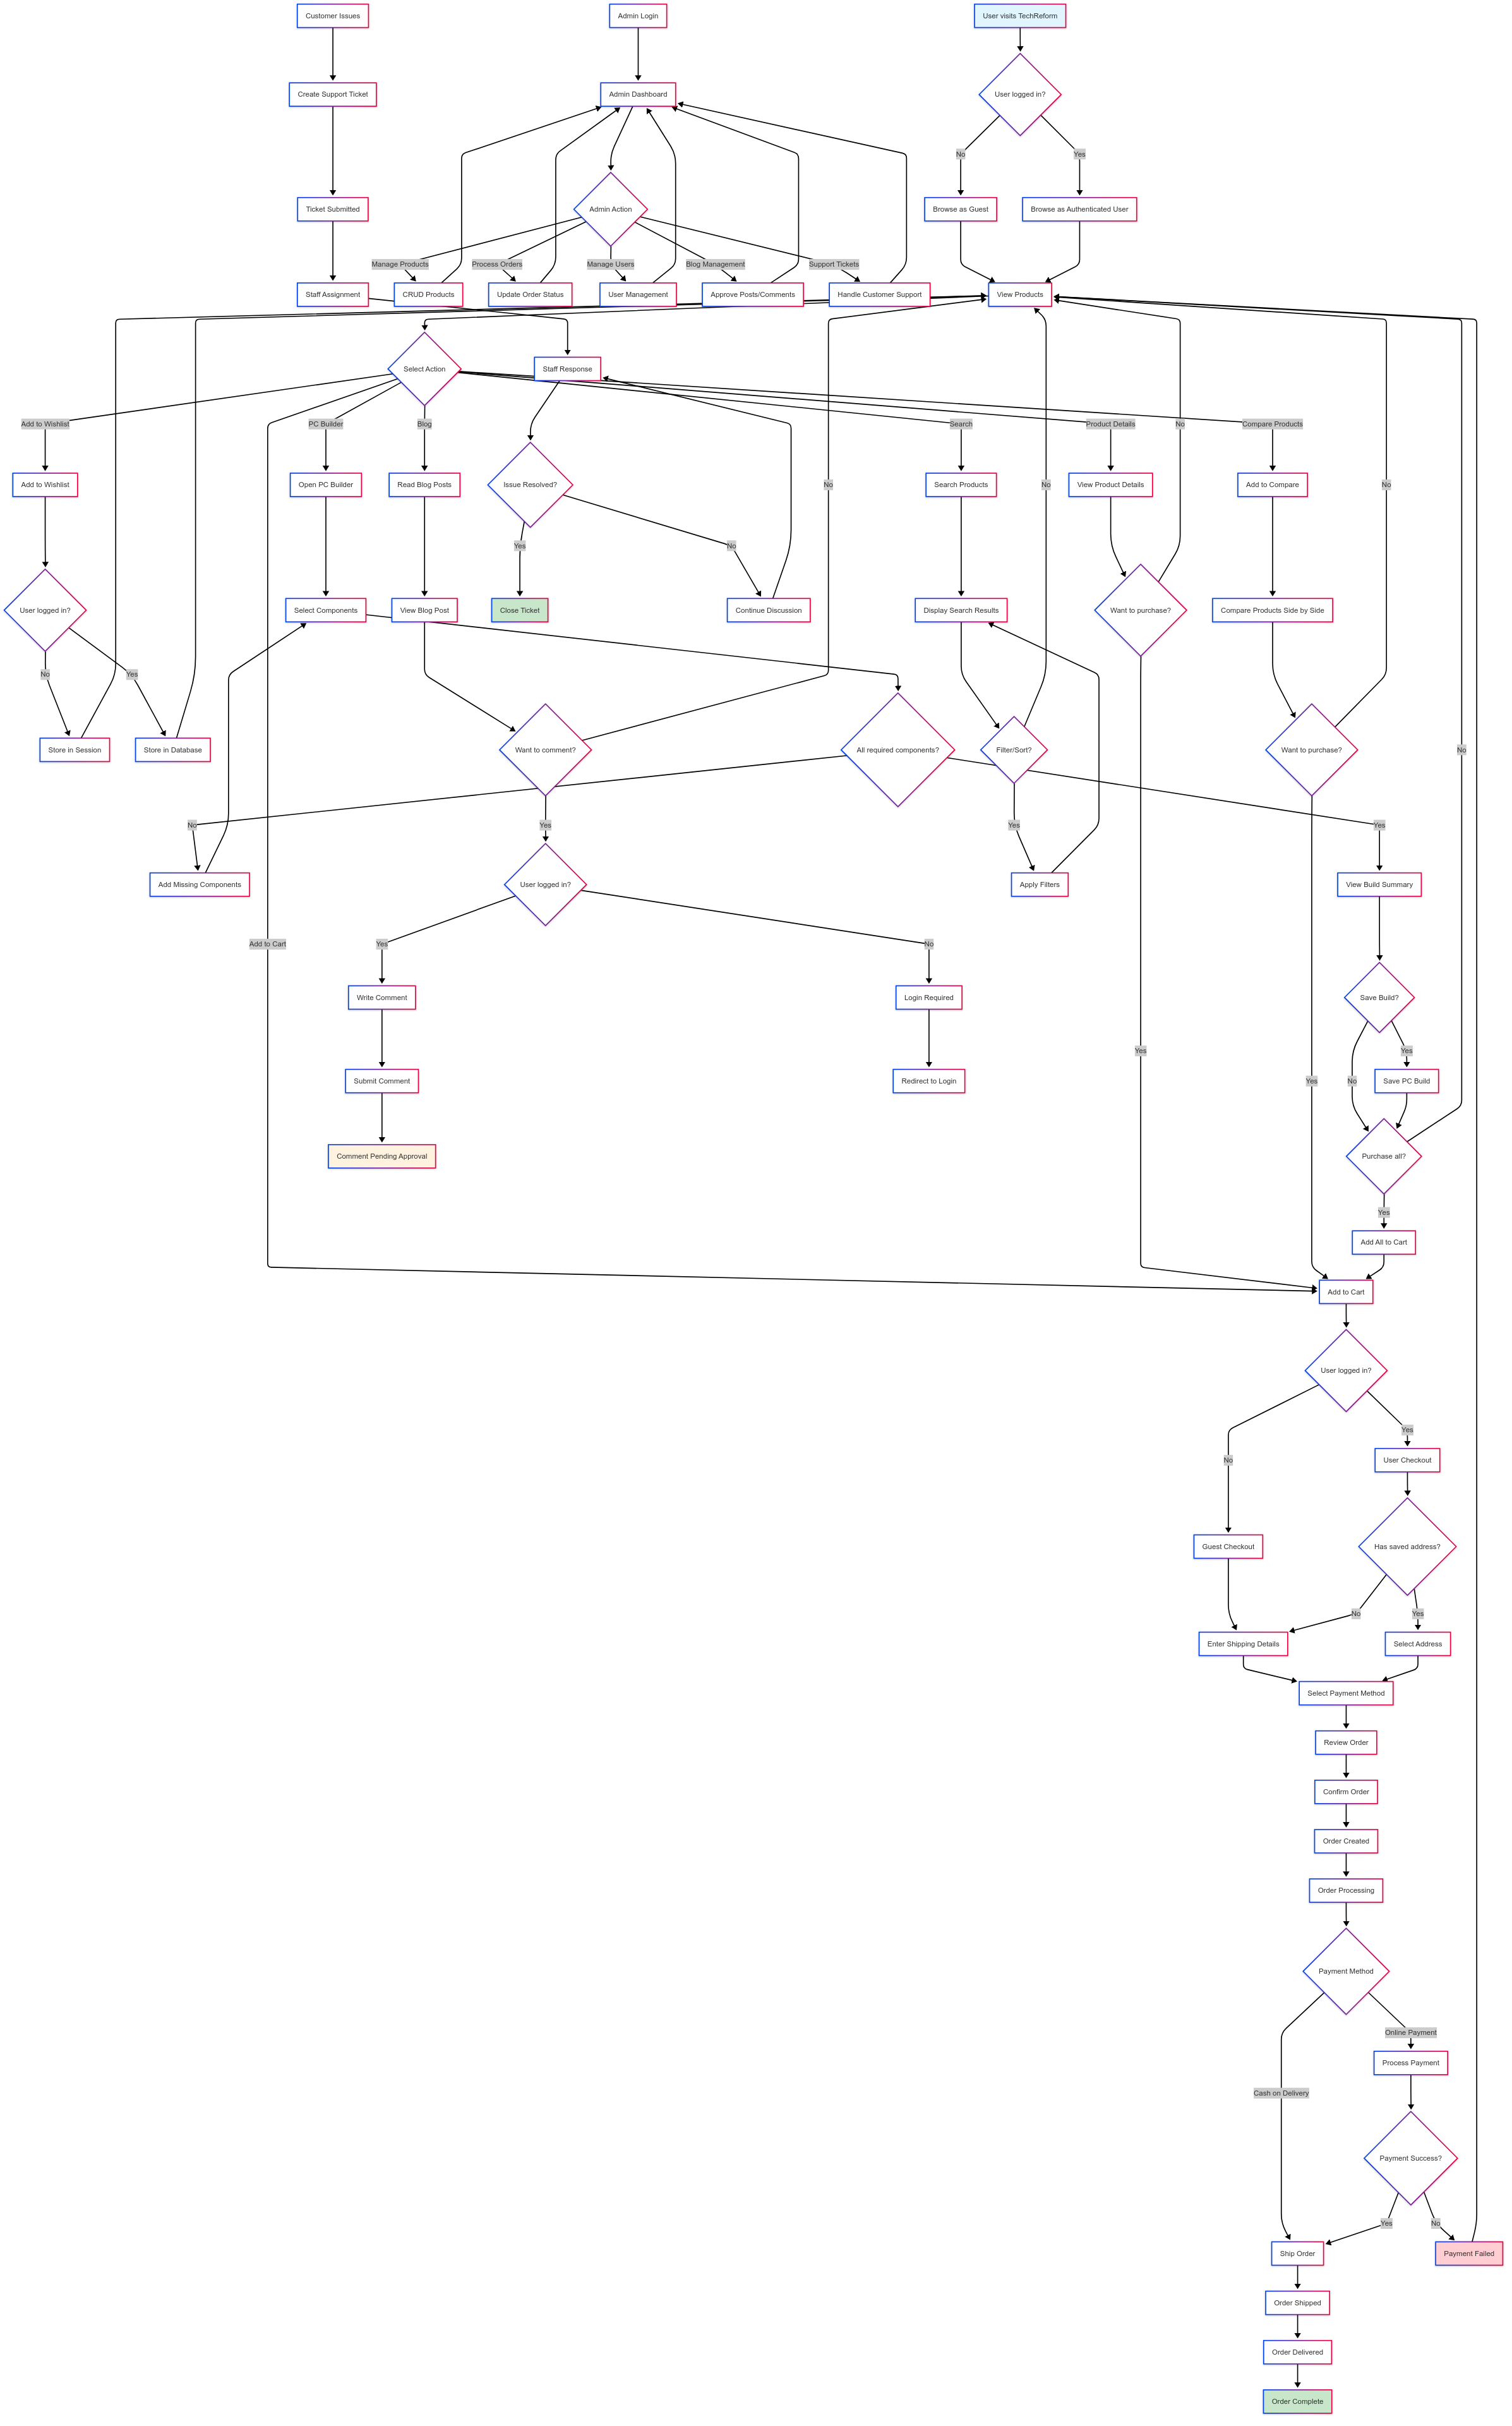 Customer Issues
Admin Login
User visits TechReform
Create Support Ticket
Admin Dashboard
User logged in?
No
Yes
Ticket Submitted
Admin Action
Browse as Guest
Browse as Authenticated User
Manage Products
Process Orders
Manage Users
Blog Management
Support Tickets
Staff Assignment
CRUD Products
Update Order Status
User Management
Approve Posts/Comments
Handle Customer Support
View Products
Select Action
Staff Response
Add to Wishlist
PC Builder
Blog
Search
Product Details
No
Compare Products
Add to Wishlist
Open PC Builder
Read Blog Posts
Issue Resolved?
No
Search Products
No
View Product Details
Add to Compare
No
Yes
No
User logged in?
Select Components
View Blog Post
Close Ticket
Continue Discussion
Display Search Results
Want to purchase?
Compare Products Side by Side
No
Yes
Store in Session
Store in Database
Want to comment?
All required components?
Filter/Sort?
Want to purchase?
No
No
Yes
Yes
Yes
Add Missing Components
User logged in?
Apply Filters
View Build Summary
Add to Cart
Yes
No
Write Comment
Login Required
Save Build?
Yes
Yes
Submit Comment
Redirect to Login
Yes
No
Save PC Build
Comment Pending Approval
Purchase all?
Yes
Add All to Cart
Add to Cart
User logged in?
Yes
No
User Checkout
Guest Checkout
Has saved address?
No
Yes
Enter Shipping Details
Select Address
Select Payment Method
Review Order
Confirm Order
Order Created
Order Processing
Payment Method
Online Payment
Process Payment
Cash on Delivery
Payment Success?
Yes
No
Ship Order
Payment Failed
Order Shipped
Order Delivered
Order Complete